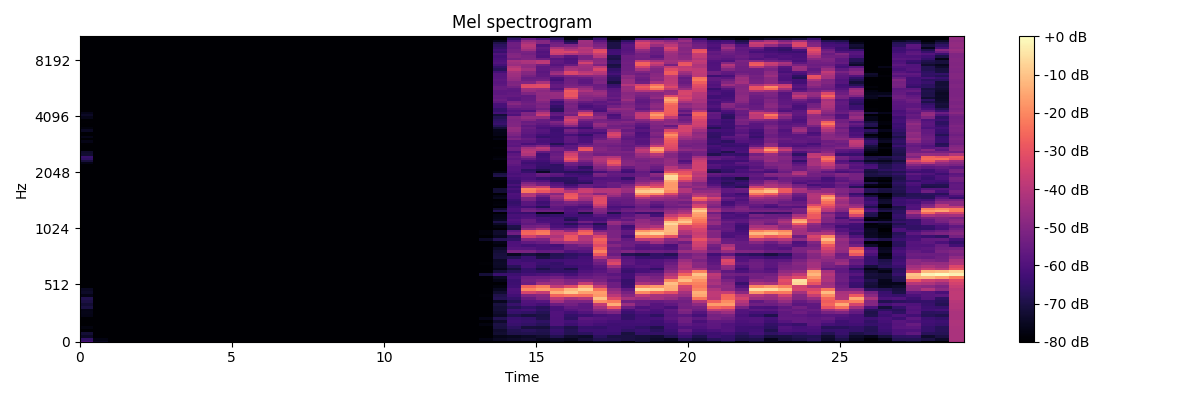 Mel spectrogram
+0 dB
8192
-10 dB
4096
-20 dB
-30 dB
2048
Hz
-40 dB
1024
-50 dB
-60 dB
512
-70 dB
0
-80 dB
0 5 10 15 20 25
Time